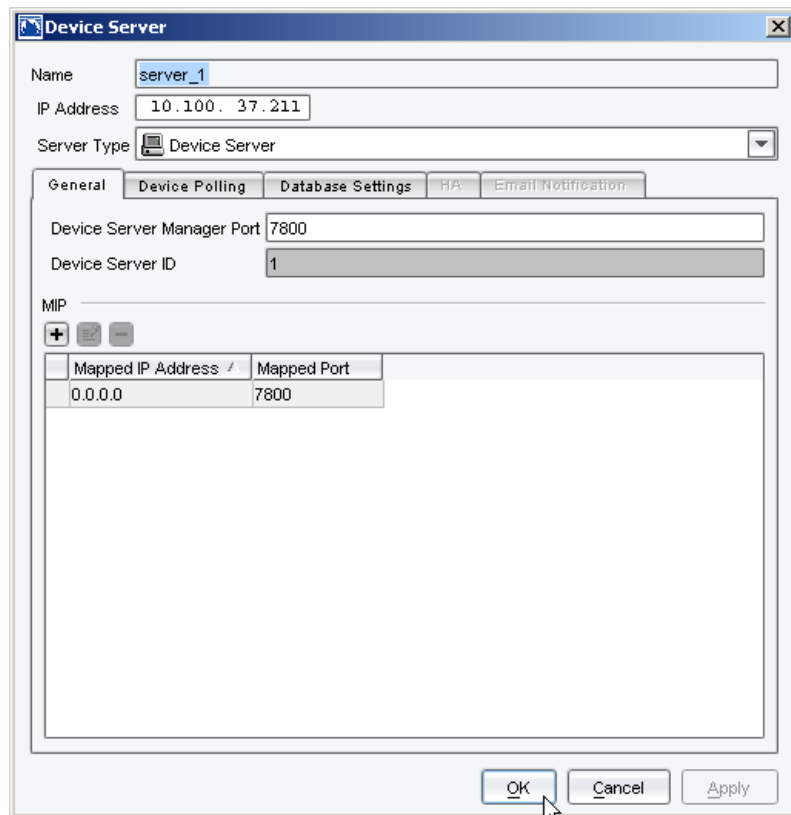 Device Server
Name server_1
IP Address 10.100. 37.211
Server Type Device Server
General Device Polling Database Settings HA Email Notification
Device Server Manager Port 7800
Device Server ID 1
MIP
Mapped IP Address Mapped Port
0.0.0.0 7800
OK Cancel Apply